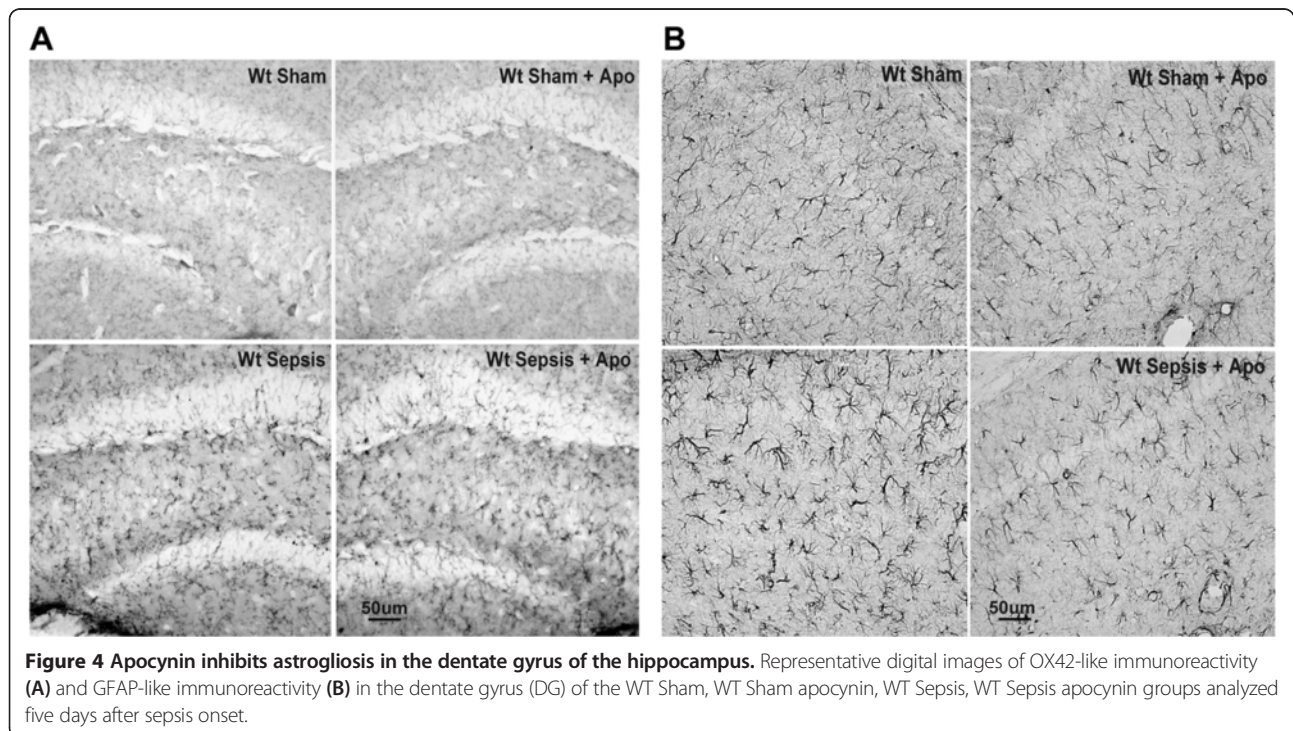 A
B
Wt Sham
Wt Sham + Apo
Wt Sham
Wt Sham + Apo
Wt Sepsis
Wt Sepsis + Apo
Wt Sepsis + Apo
50um
50um
Figure 4 Apocynin inhibits astrogliosis in the dentate gyrus of the hippocampus. Representative digital images of OX42-like immunoreactivity
(A) and GFAP-like immunoreactivity (B) in the dentate gyrus (DG) of the WT Sham, WT Sham apocynin, WT Sepsis, WT Sepsis apocynin groups analyzed
five days after sepsis onset.